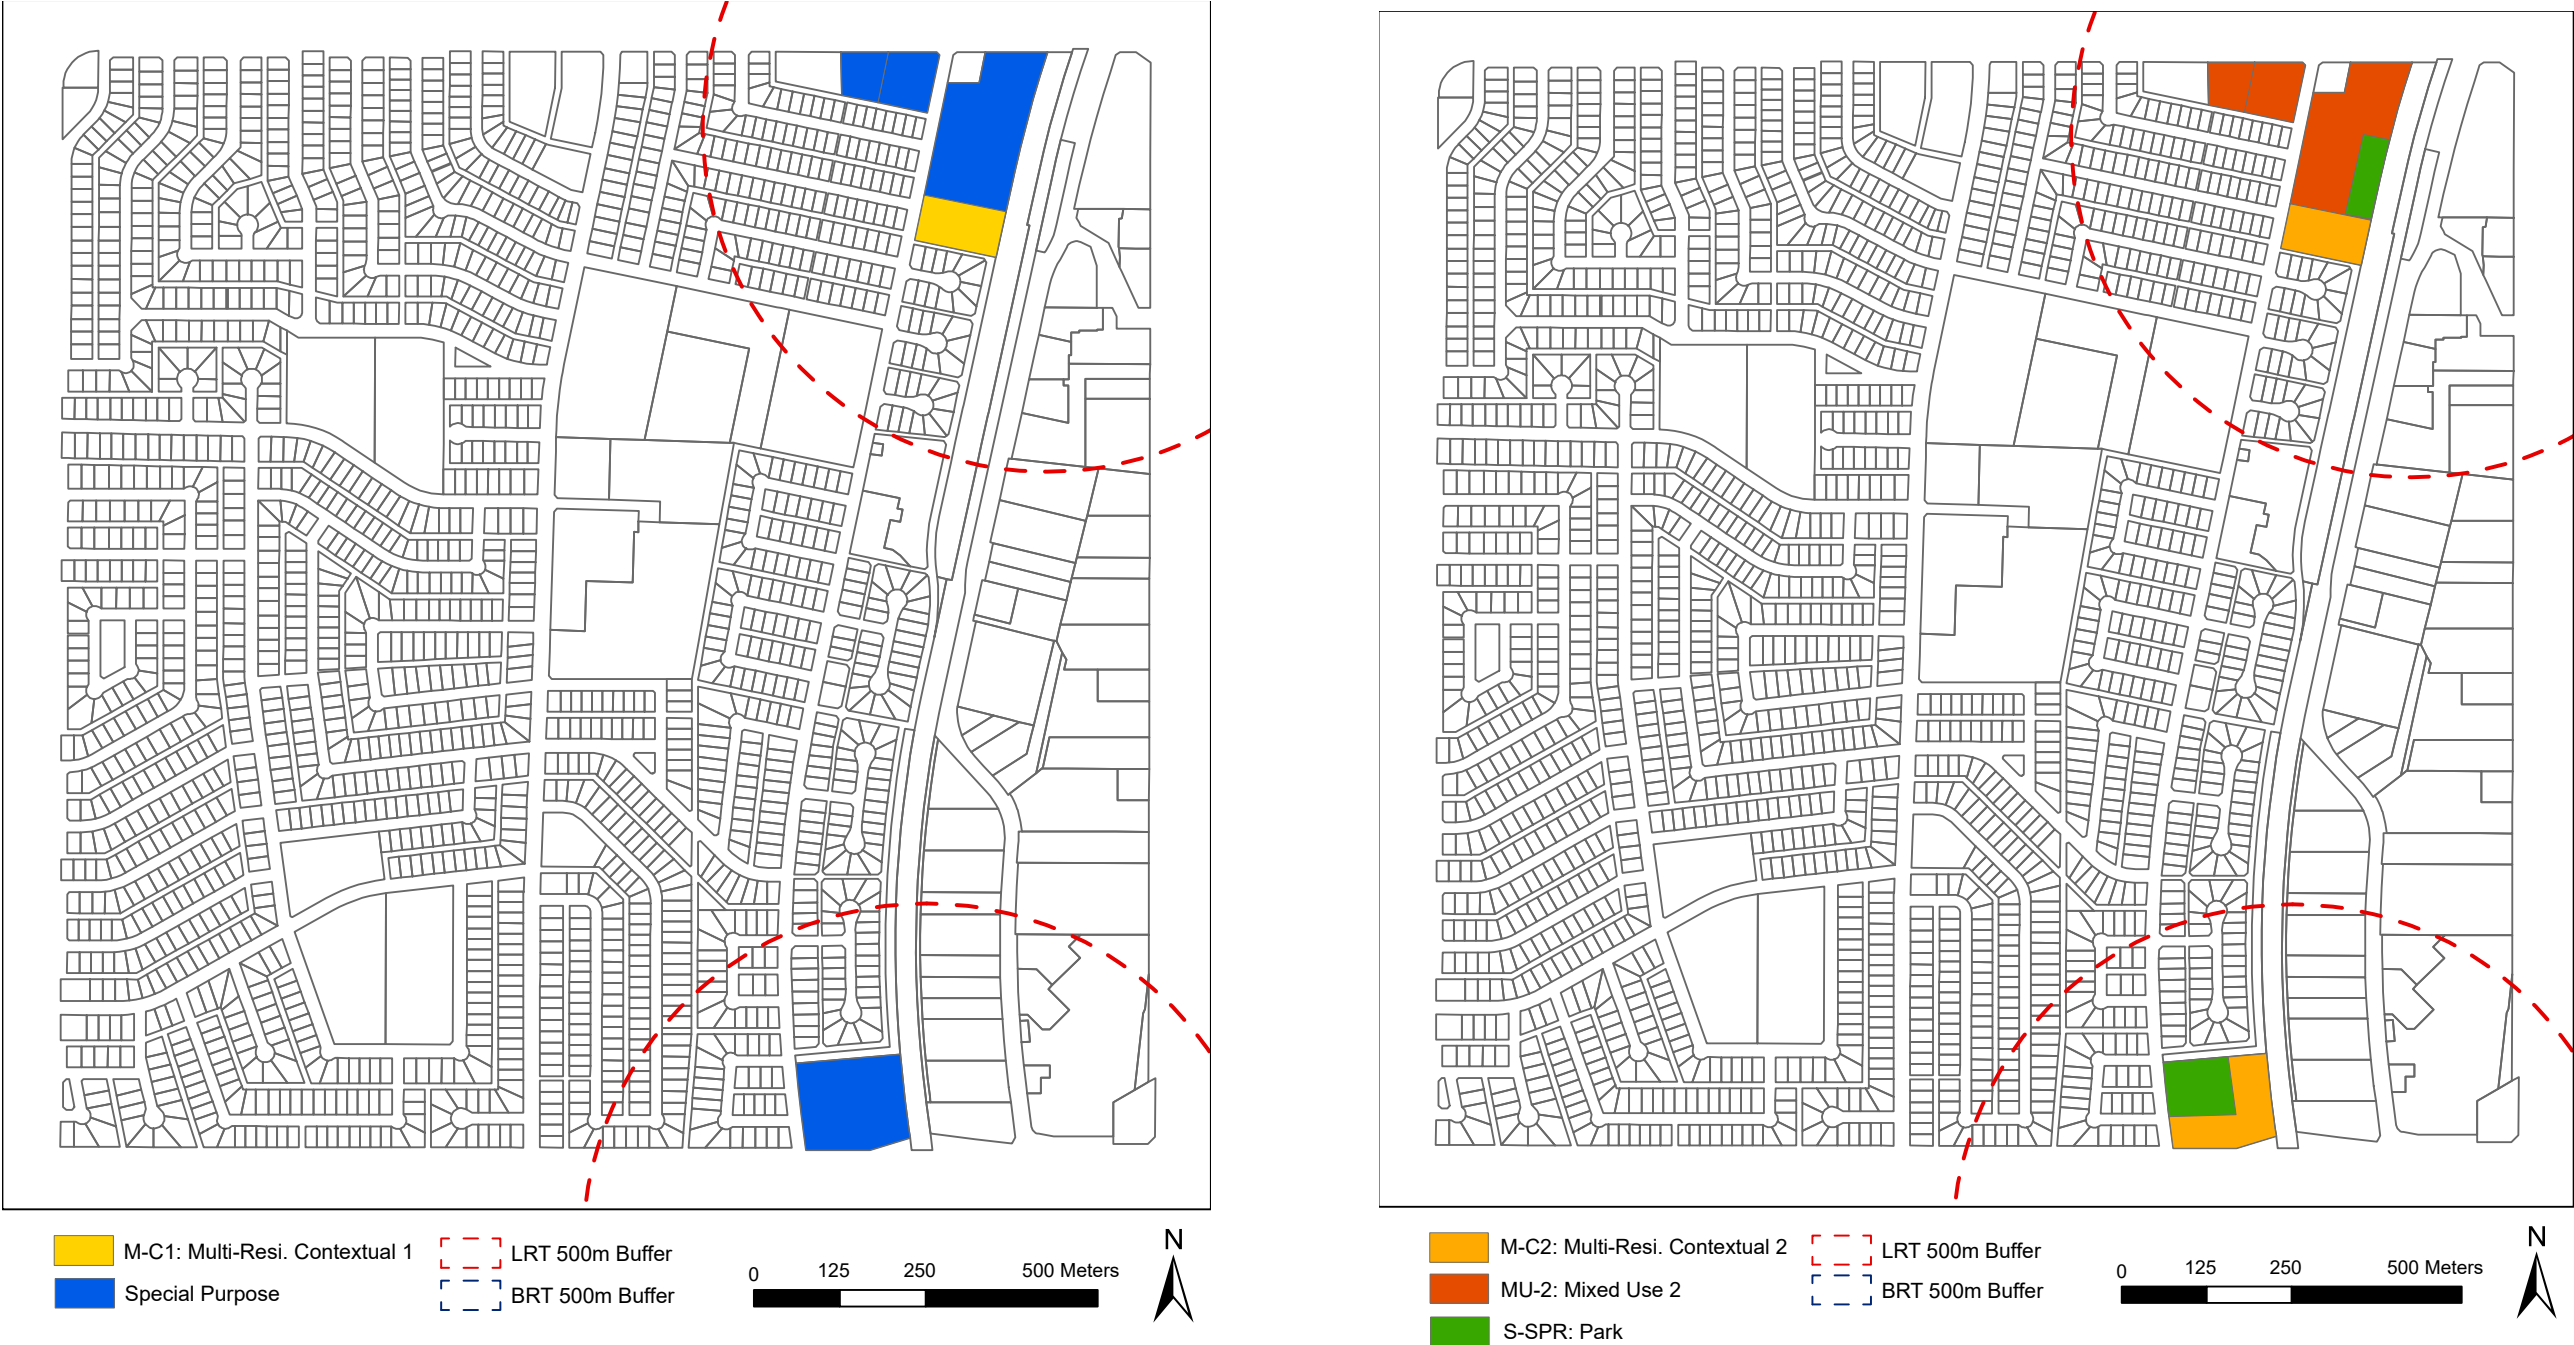 M-C1: Multi-Resi. Contextual 1
Special Purpose
LRT 500m Buffer
BRT 500m Buffer
0 125 250 500 Meters
N
M-C2: Multi-Resi. Contextual 2
MU-2: Mixed Use 2
S-SPR: Park
LRT 500m Buffer
BRT 500m Buffer
0 125 250 500 Meters
N